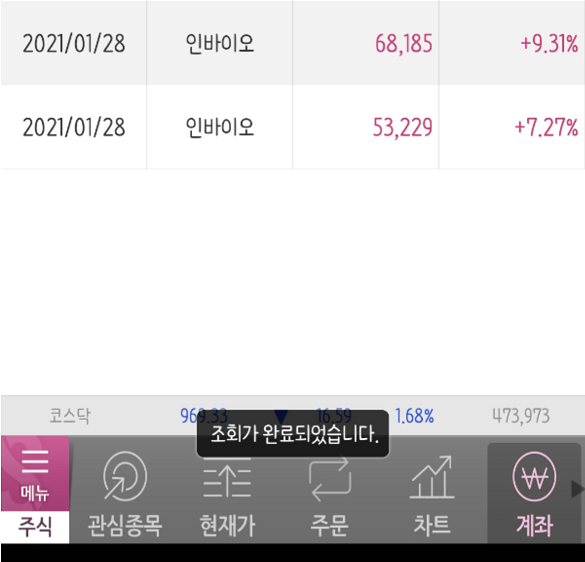 2021/01/28 인바이오 68,185 +9.31%
2021/01/28 인바이오 53,229 +7.27%
코스닥 969.33 ▼ 16.59 1.68% 473,973
조회가 완료되었습니다.
메뉴
주식 관심종목 현재가 주문 차트 계좌